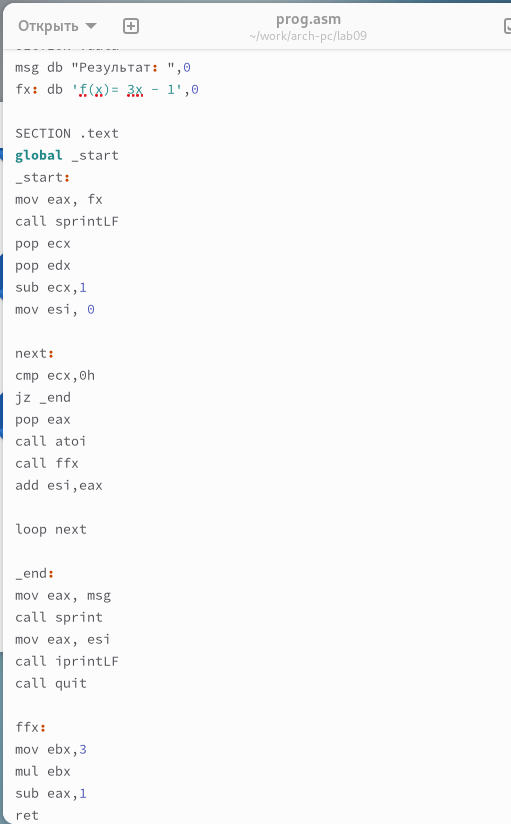 Открыть
prog.asm
~/work/arch-pc/lab09
msg db "Результат: ",0
fx: db 'f(x)= 3x - 1',0
SECTION .text
global _start
_start:
mov eax, fx
call sprintLF
pop ecx
pop edx
sub ecx,1
mov esi, 0
next:
cmp ecx,0h
jz _end
pop eax
call atoi
call ffx
add esi,eax
loop next
_end:
mov eax, msg
call sprint
mov eax, esi
call iprintLF
call quit
ffx:
mov ebx,3
mul ebx
sub eax,1
ret